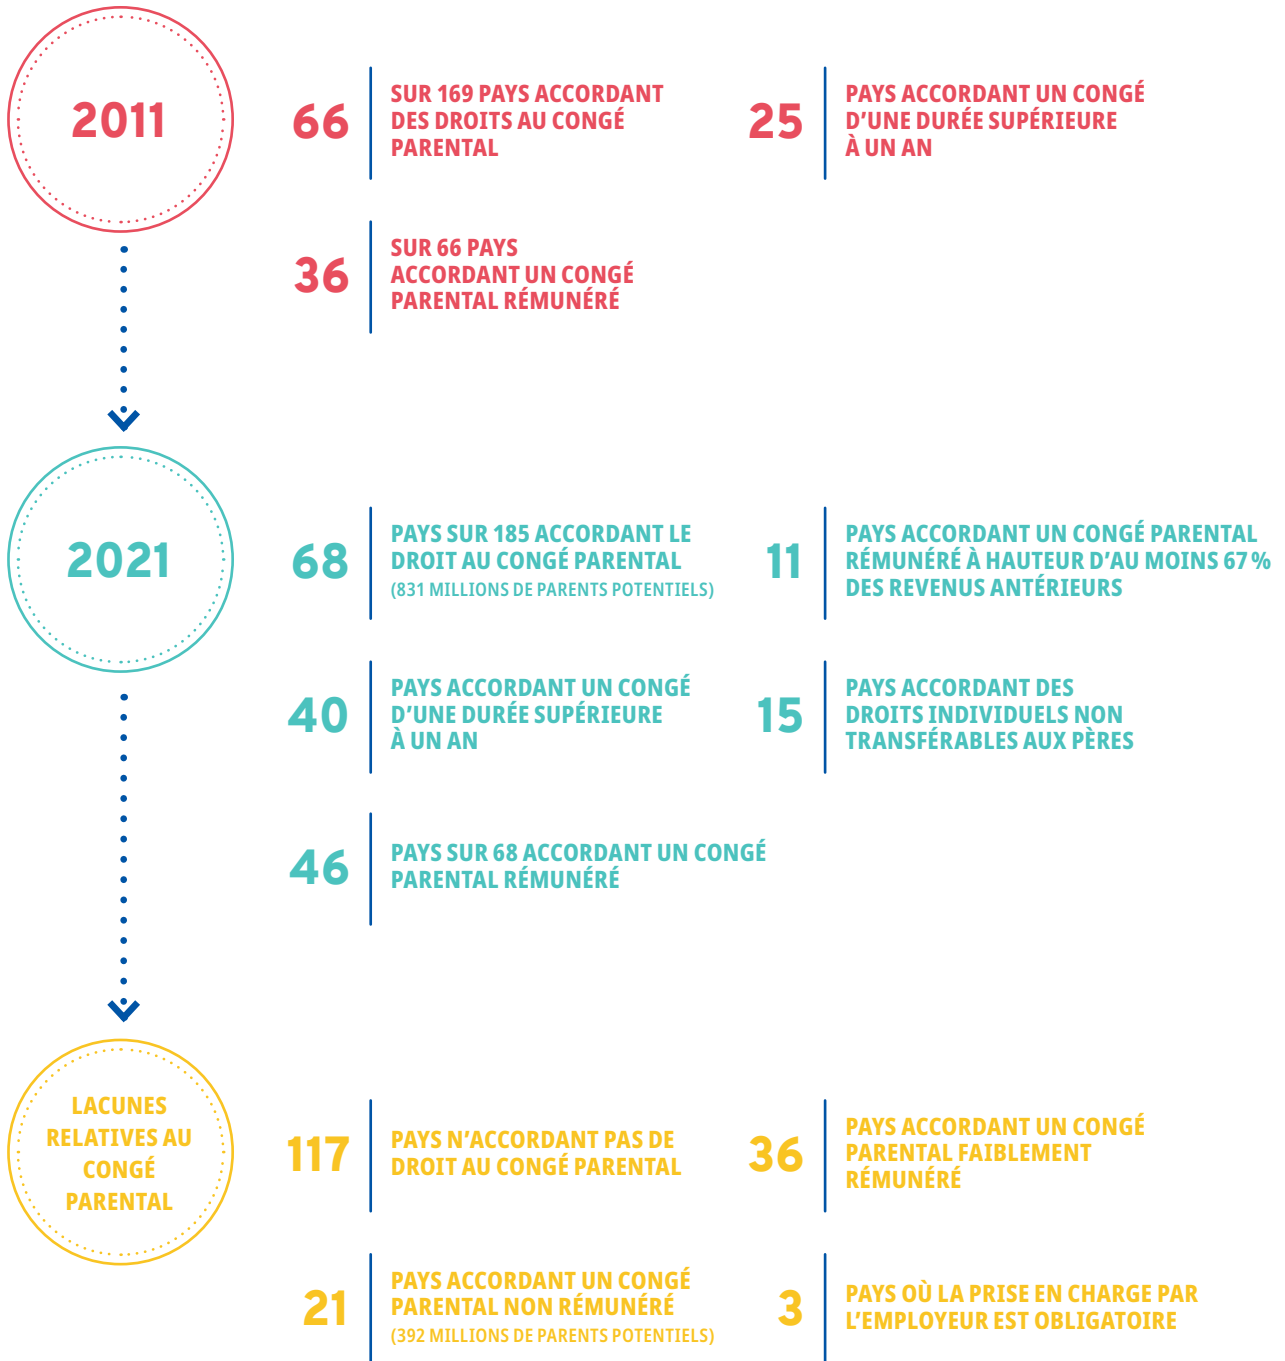 2011
66
SUR 169 PAYS ACCORDANT
DES DROITS AU CONGÉ
PARENTAL
25
PAYS ACCORDANT UN CONGÉ
D’UNE DURÉE SUPÉRIEURE
À UN AN
36
SUR 66 PAYS
ACCORDANT UN CONGÉ
PARENTAL RÉMUNÉRÉ
2021
68
PAYS SUR 185 ACCORDANT LE
DROIT AU CONGÉ PARENTAL
(831 MILLIONS DE PARENTS POTENTIELS)
11
PAYS ACCORDANT UN CONGÉ PARENTAL
RÉMUNÉRÉ À HAUTEUR D’AU MOINS 67 %
DES REVENUS ANTÉRIEURS
40
PAYS ACCORDANT UN CONGÉ
D’UNE DURÉE SUPÉRIEURE
À UN AN
15
PAYS ACCORDANT DES
DROITS INDIVIDUELS NON
TRANSFÉRABLES AUX PÈRES
46
PAYS SUR 68 ACCORDANT UN CONGÉ
PARENTAL RÉMUNÉRÉ
LACUNES
RELATIVES AU
CONGÉ
PARENTAL
117
PAYS N’ACCORDANT PAS DE
DROIT AU CONGÉ PARENTAL
36
PAYS ACCORDANT UN CONGÉ
PARENTAL FAIBLEMENT
RÉMUNÉRÉ
21
PAYS ACCORDANT UN CONGÉ
PARENTAL NON RÉMUNÉRÉ
(392 MILLIONS DE PARENTS POTENTIELS)
3
PAYS OÙ LA PRISE EN CHARGE PAR
L’EMPLOYEUR EST OBLIGATOIRE